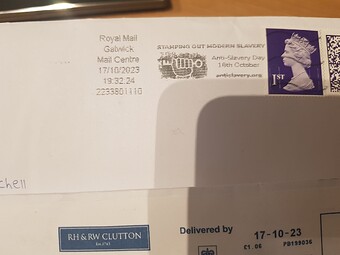 Royal Mail
Gatwick
Mail Centre
17/10/2023
19:32:24
2233801110
STAMPING OUT MODERN SLAVERY
Anti-Slavery Day
18th October
antislavery.org
1ST
chell
RH & RW CLUTTON
Delivered by
17-10-23
£1.06
PB198036